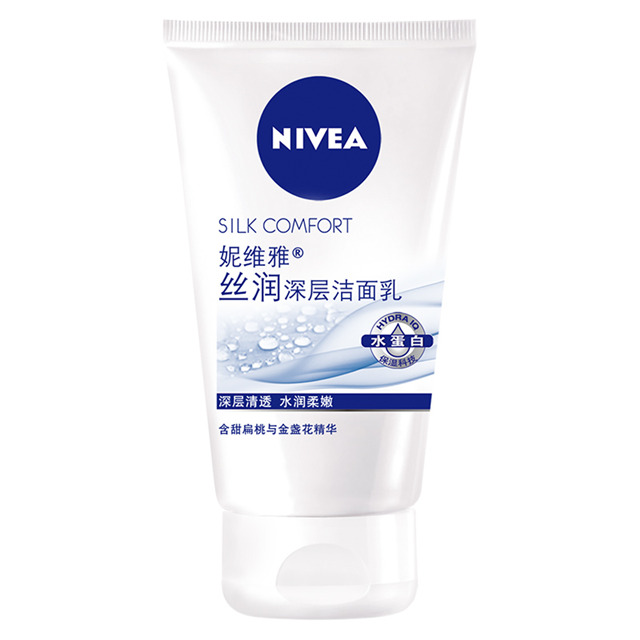 NIVEA
SILK COMFORT
妮维雅®
丝润深层洁面乳
HYDRA IQ
水蛋白
保湿科技
深层清透 水润柔嫩
含甜扁桃与金盏花精华